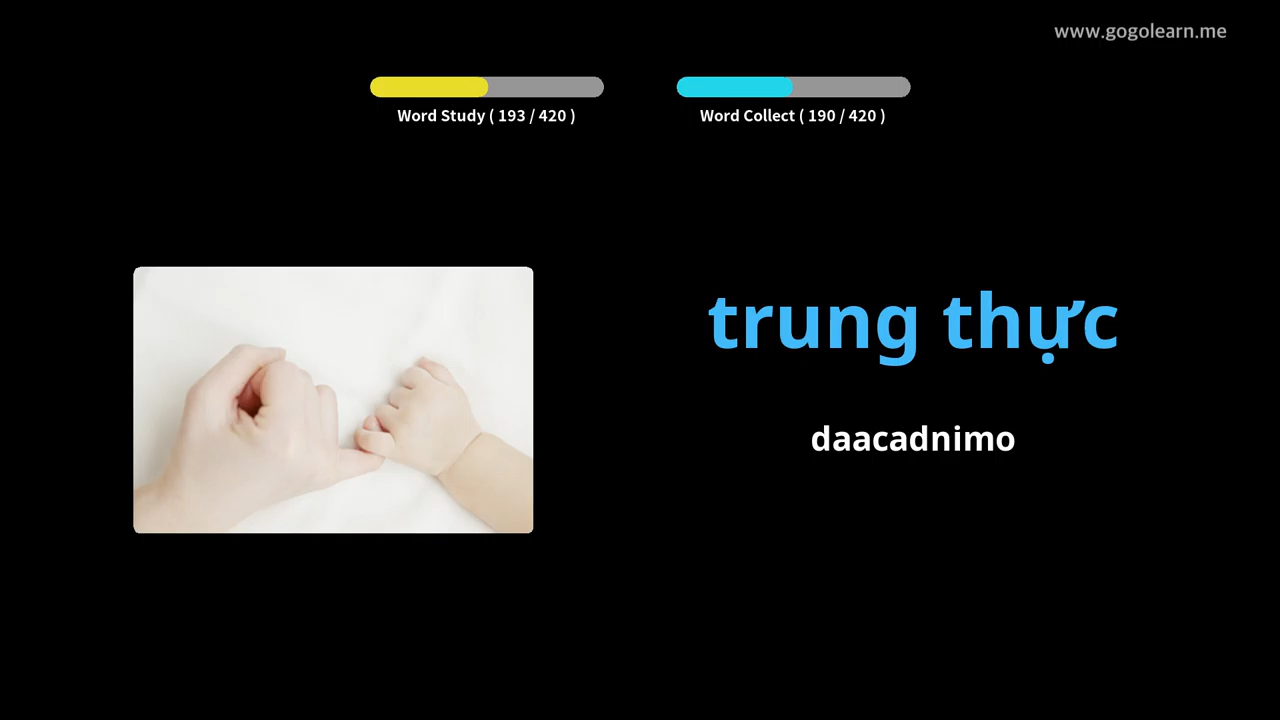 www.gogolearn.me
Word Study ( 193 / 420 )
Word Collect ( 190 / 420 )
trung thực
daacadnimo